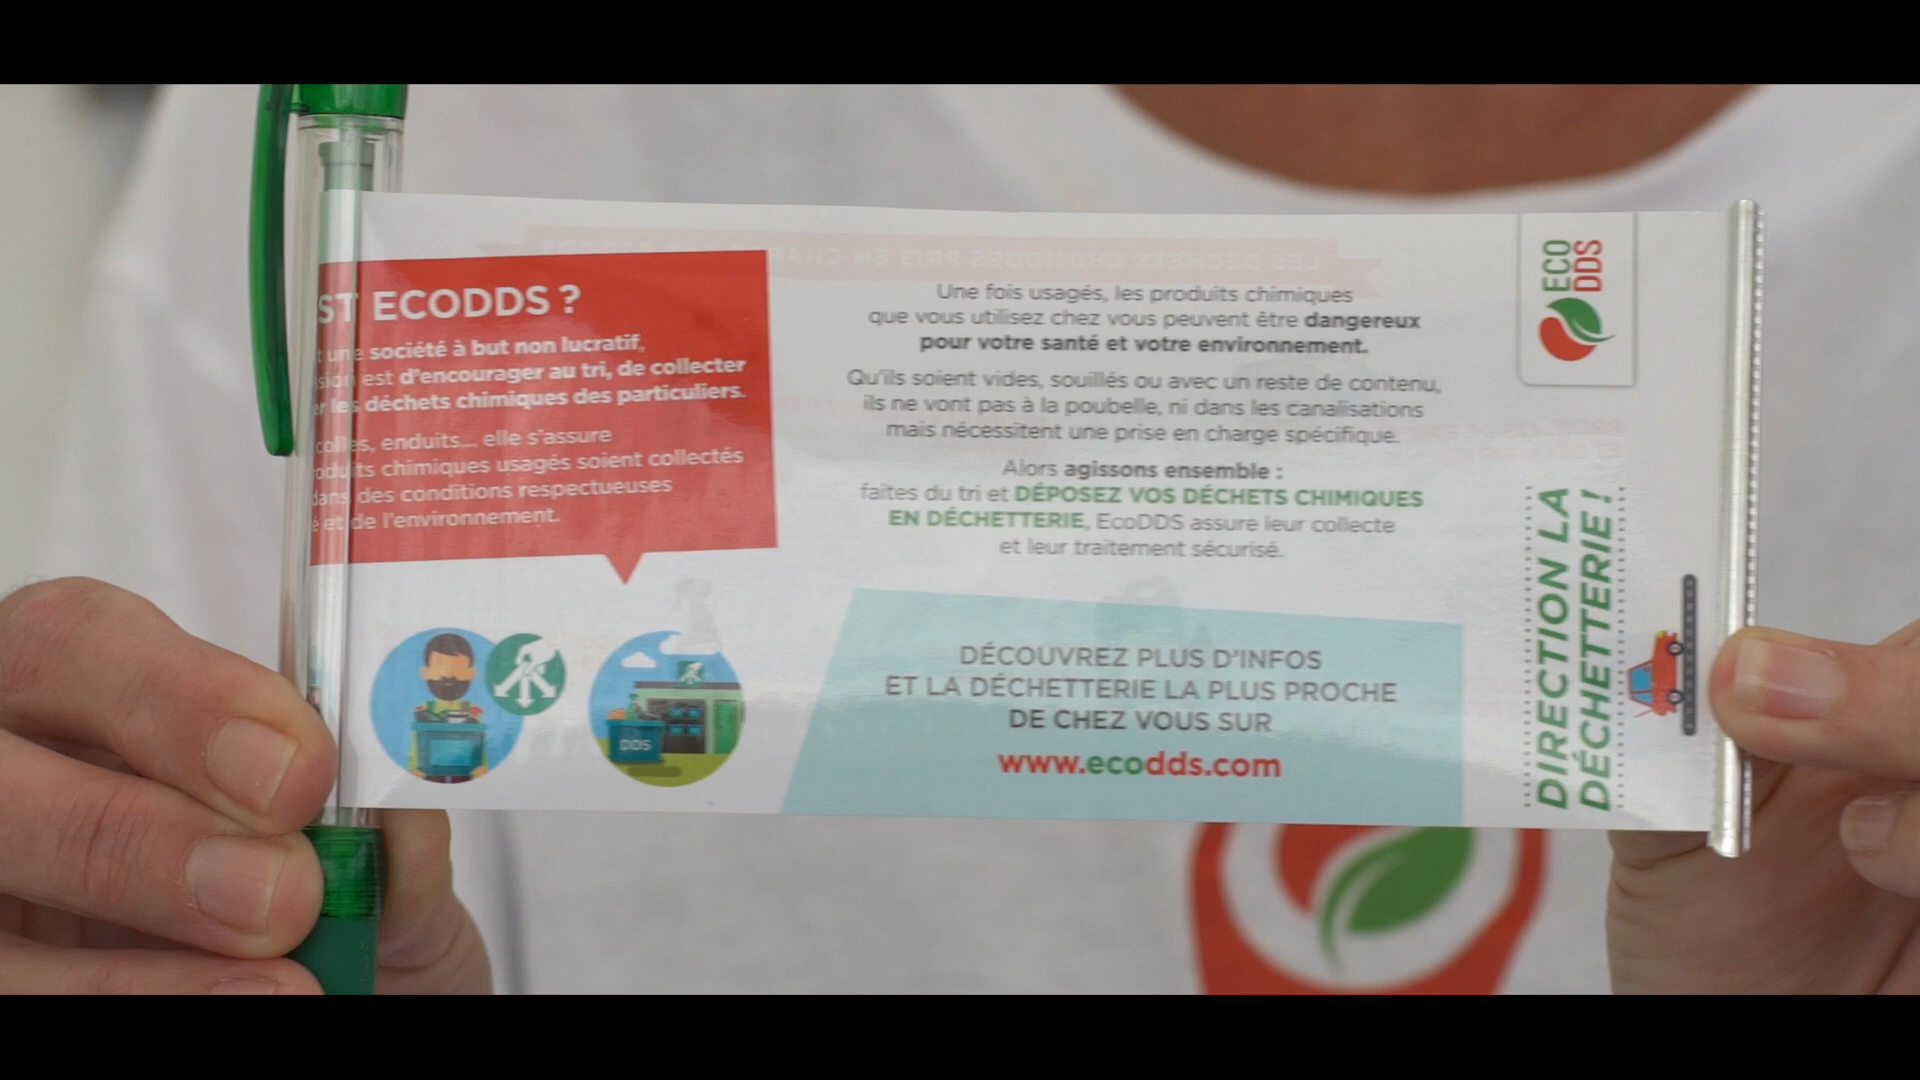 ST ECODDS ?
une société à but non lucratif,
est d'encourager au tri, de collecter
les déchets chimiques des particuliers.
colles, enduits... elle s'assure
chimiques usagés soient collectés
dans des conditions respectueuses
et de l'environnement.
DDS
Une fois usagés, les produits chimiques
que vous utilisez chez vous peuvent être dangereux
pour votre santé et votre environnement.
Qu'ils soient vides, souillés ou avec un reste de contenu,
ils ne vont pas à la poubelle, ni dans les canalisations
mais nécessitent une prise en charge spécifique.
Alors agissons ensemble :
faites du tri et DÉPOSEZ VOS DÉCHETS CHIMIQUES
EN DÉCHETTERIE, EcoDDS assure leur collecte
et leur traitement sécurisé.
DÉCOUVREZ PLUS D'INFOS
ET LA DÉCHETTERIE LA PLUS PROCHE
DE CHEZ VOUS SUR
www.ecodds.com
ECO
DDS
DIRECTION LA
DÉCHETTERIE !